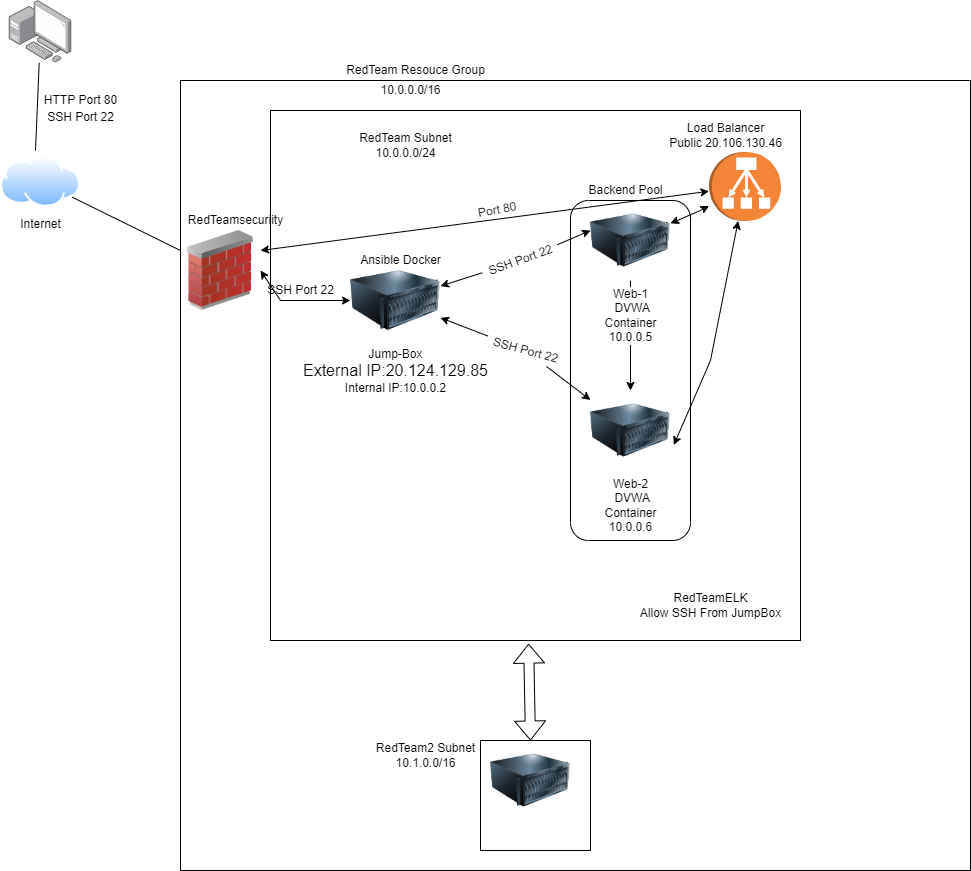 RedTeam Resouce Group
10.0.0.0/16
HTTP Port 80
SSH Port 22
Internet
RedTeamsecurity
RedTeam Subnet
10.0.0.0/24
Load Balancer
Public 20.106.130.46
Backend Pool
Port 80
SSH Port 22
Ansible Docker
SSH Port 22
Jump-Box
External IP:20.124.129.85
Internal IP:10.0.0.2
SSH Port 22
Web-1
DVWA
Container
10.0.0.5
Web-2
DVWA
Container
10.0.0.6
RedTeamELK
Allow SSH From JumpBox
RedTeam2 Subnet
10.1.0.0/16